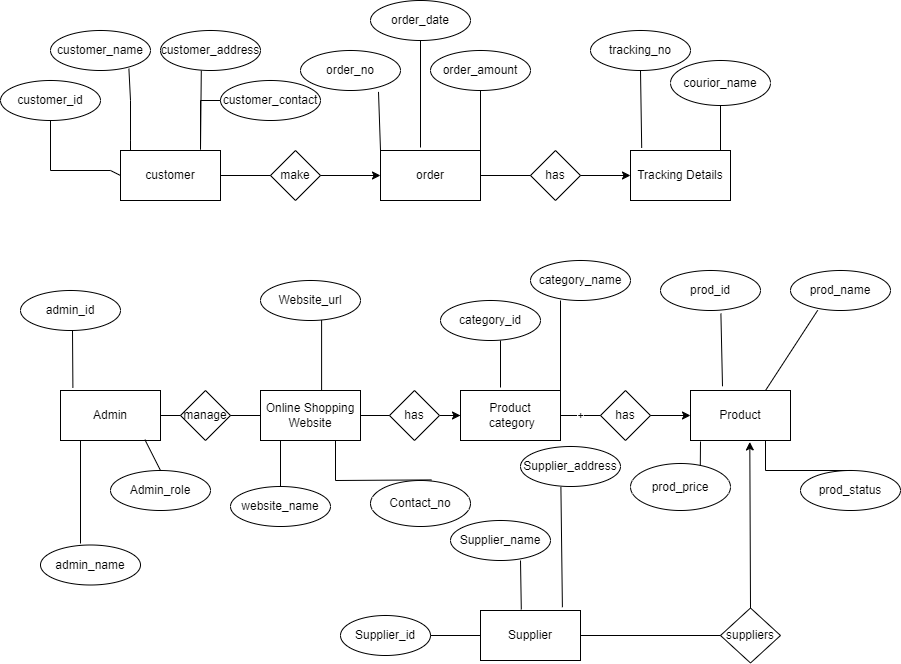 order_date
customer_name
customer_address
tracking_no
order_no
order_amount
courior_name
customer_id
customer_contact
customer
make
order
has
Tracking Details
category_name
prod_id
prod_name
Website_url
admin_id
category_id
Admin
manage
Online Shopping
Website
has
Product
category
+
has
Product
Supplier_address
prod_price
prod_status
Admin_role
website_name
Contact_no
Supplier_name
admin_name
Supplier_id
Supplier
suppliers